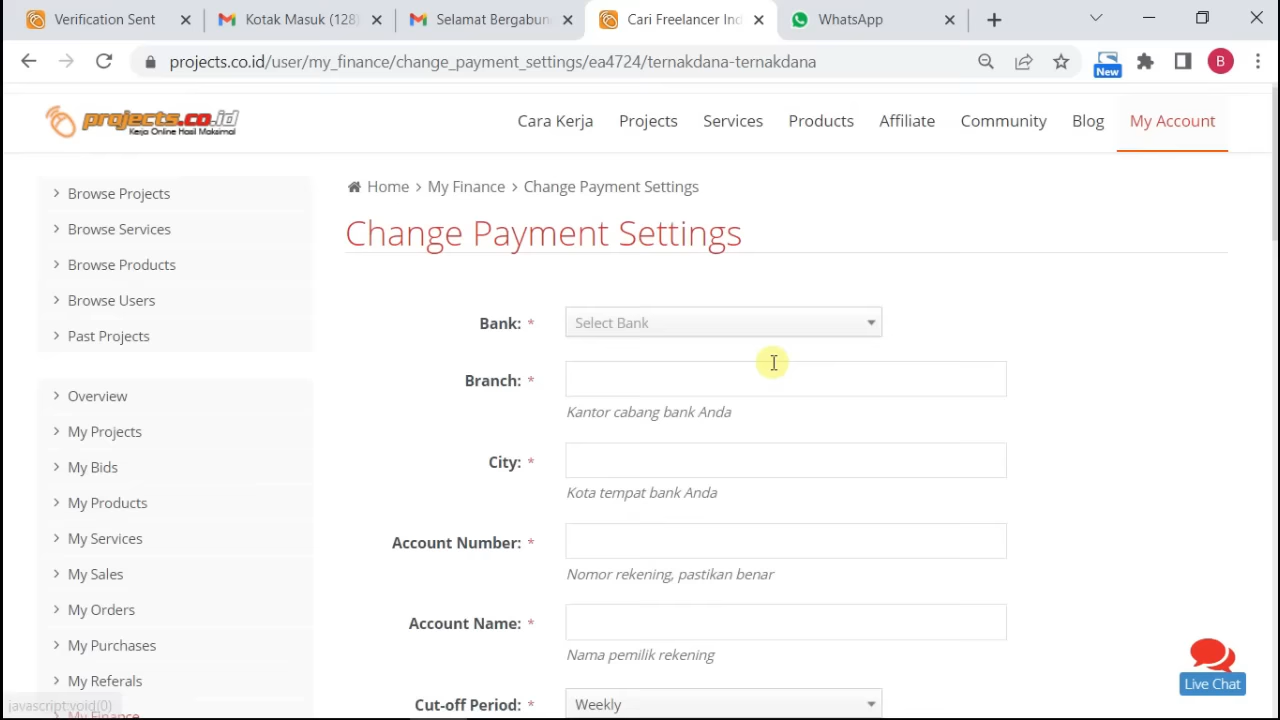 Verification Sent
Kotak Masuk (128)
Selamat Bergabun
Cari Freelancer Ind
WhatsApp
projects.co.id/user/my_finance/change_payment_settings/ea4724/ternakdana-ternakdana
New
B
projects.co.id
Kerja Online Hasil Maksimal
Cara Kerja
Projects
Services
Products
Affiliate
Community
Blog
My Account
Browse Projects
Browse Services
Browse Products
Browse Users
Past Projects
Overview
My Projects
My Bids
My Products
My Services
My Sales
My Orders
My Purchases
My Referals
My Finance
javascript:void(0)
Home > My Finance > Change Payment Settings
Change Payment Settings
Bank: *
Select Bank
Branch: *
Kantor cabang bank Anda
City: *
Kota tempat bank Anda
Account Number: *
Nomor rekening, pastikan benar
Account Name: *
Nama pemilik rekening
Cut-off Period: *
Weekly
Live Chat